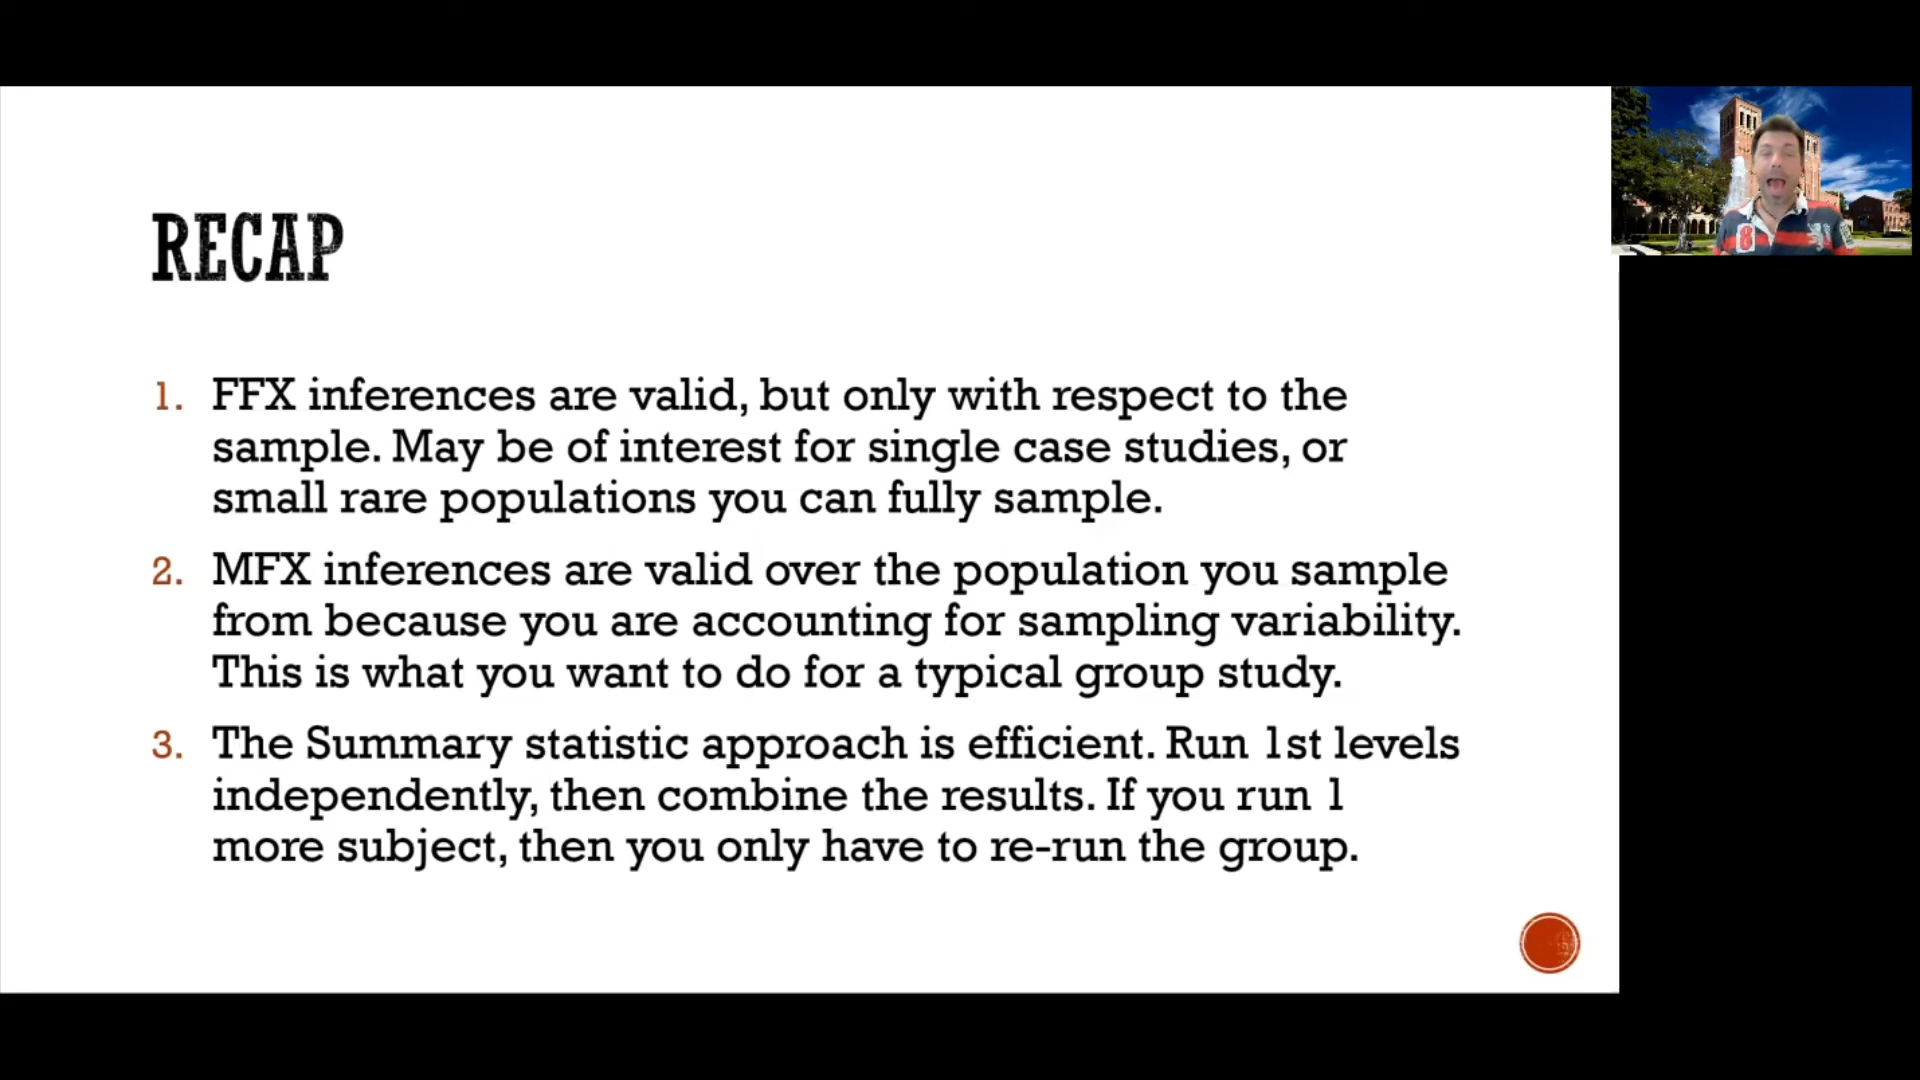 RECAP
1. FFX inferences are valid, but only with respect to the
sample. May be of interest for single case studies, or
small rare populations you can fully sample.
2. MFX inferences are valid over the population you sample
from because you are accounting for sampling variability.
This is what you want to do for a typical group study.
3. The Summary statistic approach is efficient. Run 1st levels
independently, then combine the results. If you run 1
more subject, then you only have to re-run the group.
8